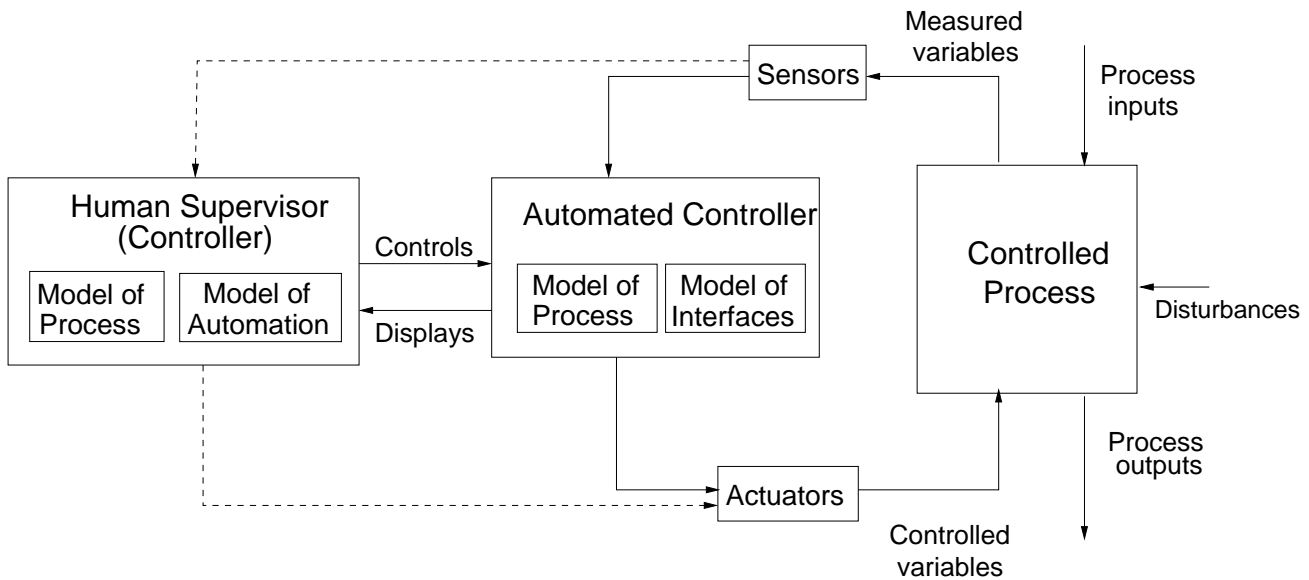 Measured
variables
Sensors
Process
inputs
Human Supervisor
(Controller)
Model of
Process
Model of
Automation
Controls
Displays
Automated Controller
Model of
Process
Model of
Interfaces
Controlled
Process
Disturbances
Process
outputs
Actuators
Controlled
variables